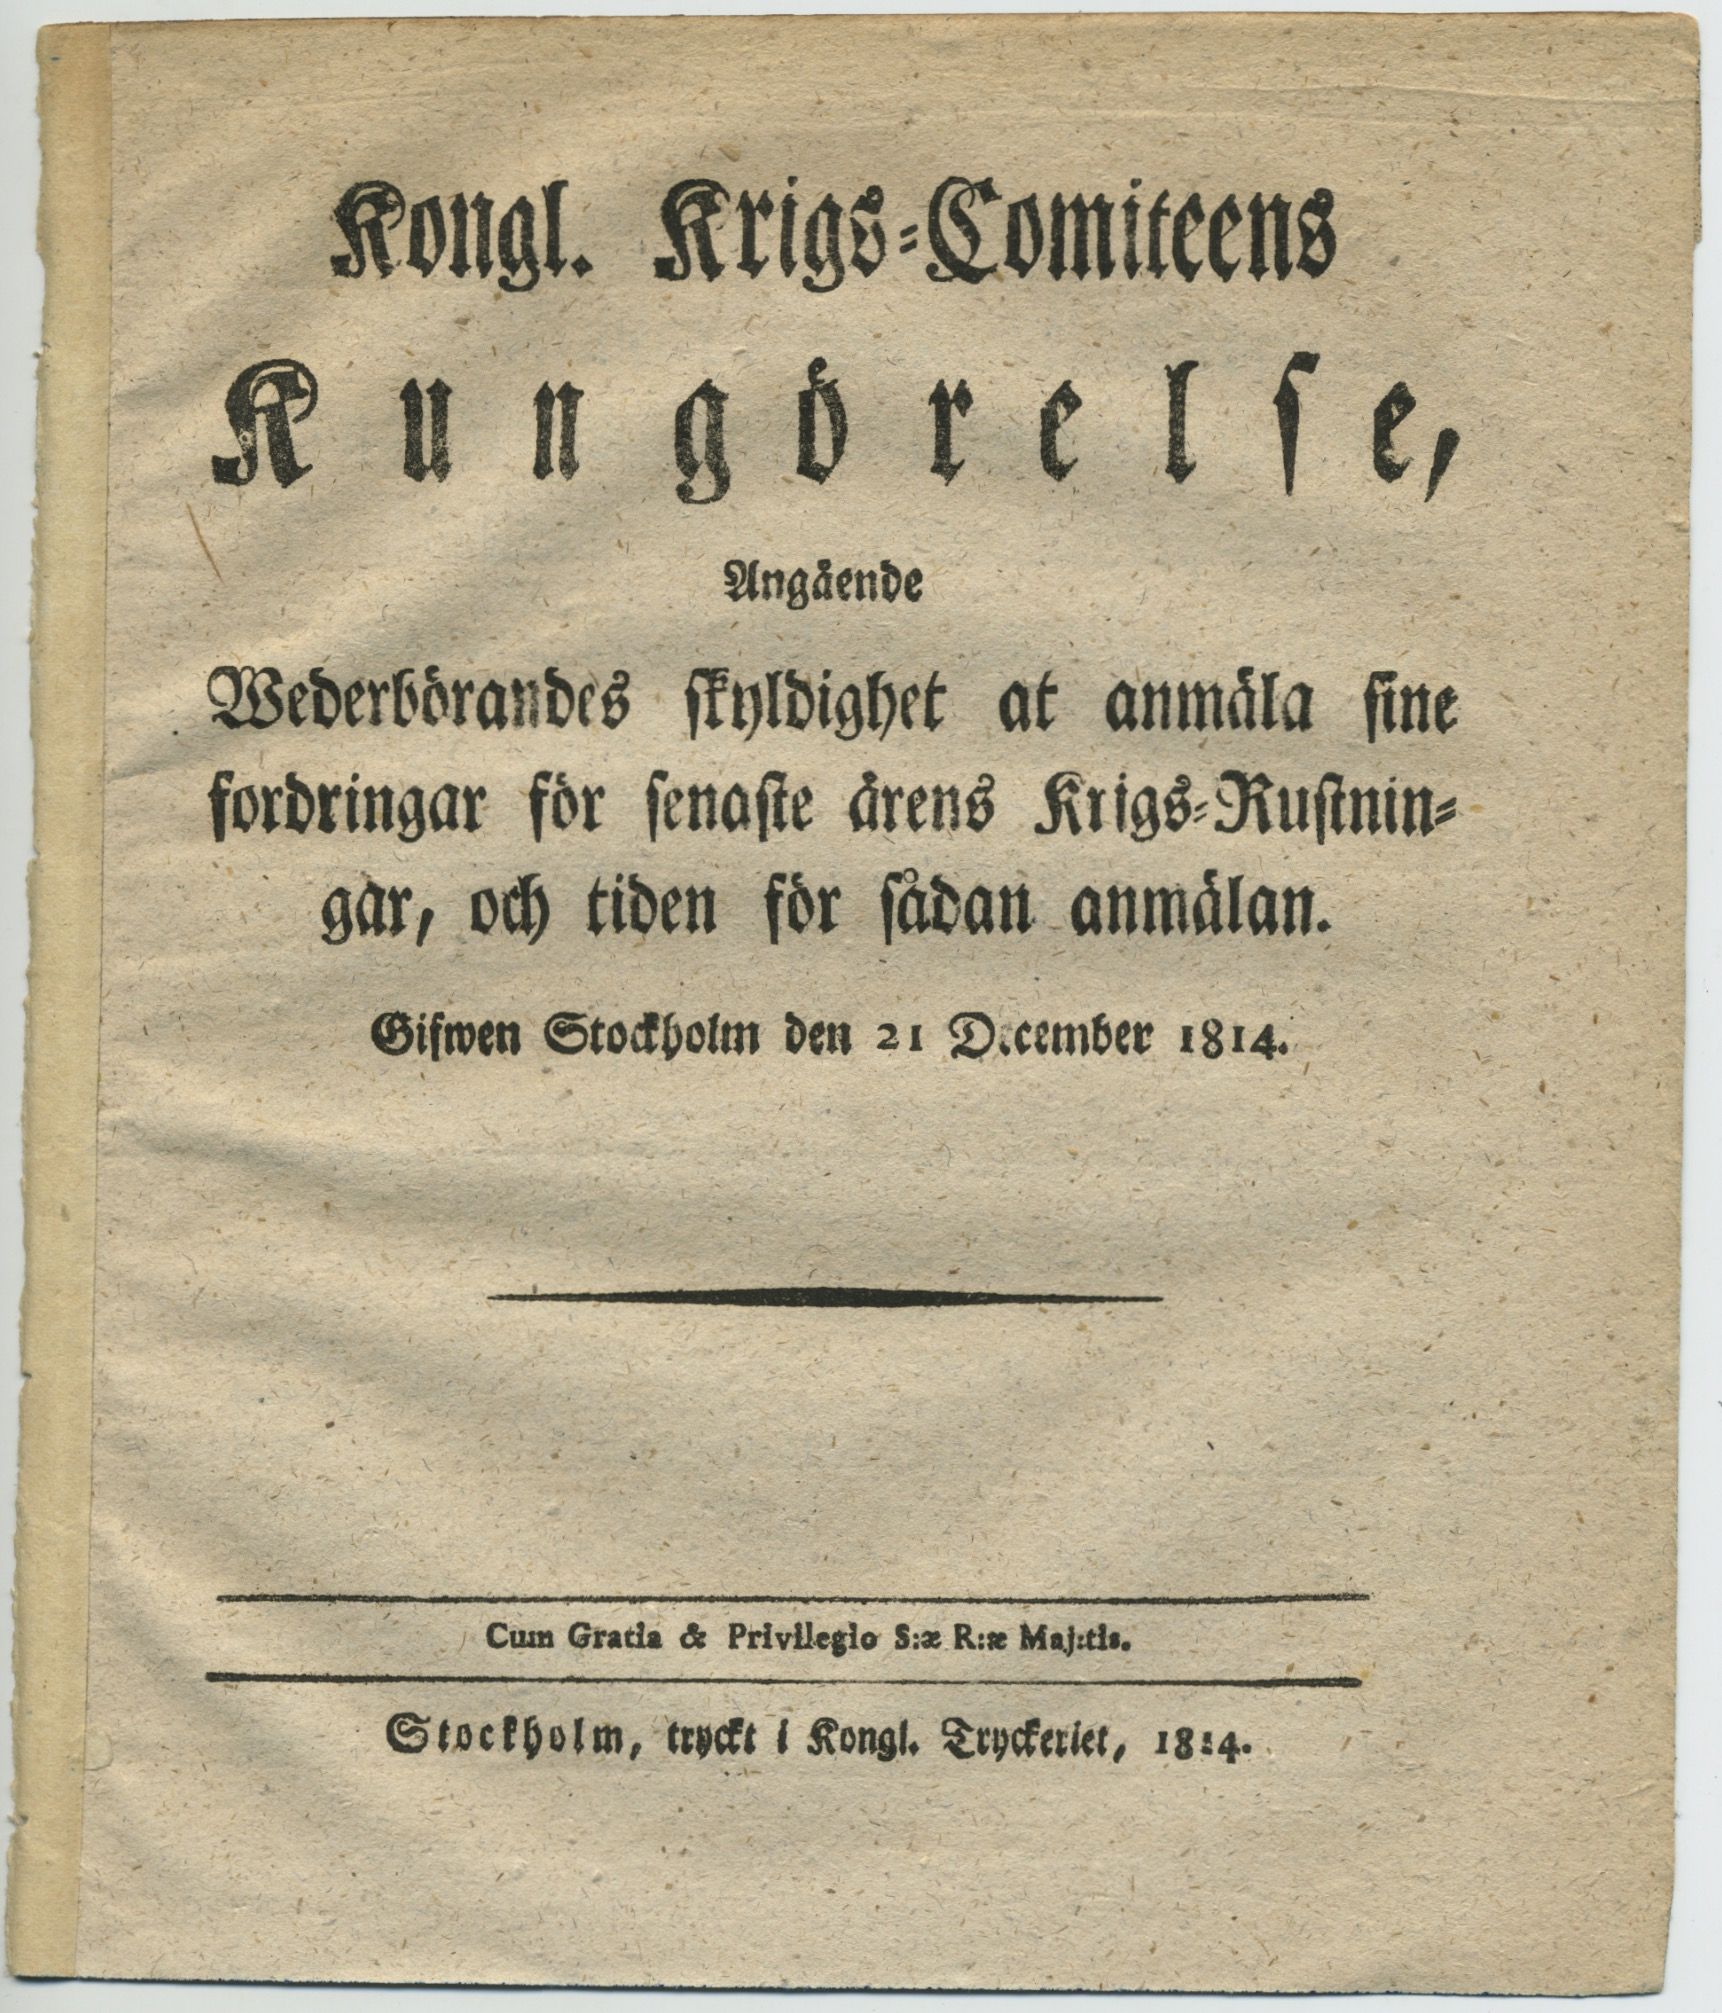 Kongl. Krigs-Comiteens
Kungörelse,
Angående
Wederbörandes skyldighet at anmäla sine
fordringar för senaste årens Krigs-Rustnin-
gar, och tiden för sådan anmälan.
Gifwen Stockholm den 21 December 1814.
Cum Gratia & Privilegio S:æ R:æ Maj:tis.
Stockholm, tryckt i Kongl. Tryckeriet, 1814.